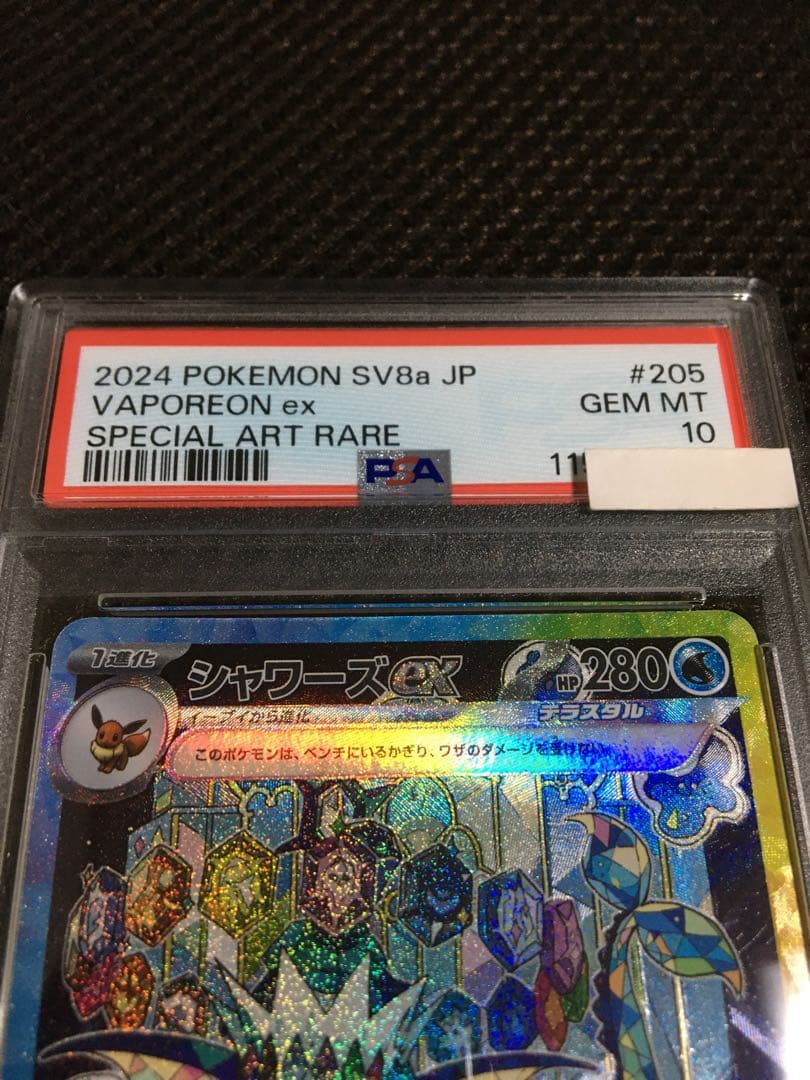 2024 POKEMON SV8a JP #205
VAPOREON ex GEM MT
SPECIAL ART RARE 10
PSA
1進化
シャワーズex HP 280
イーブイから進化 テラスタル
このポケモンは、ベンチにいるかぎり、ワザのダメージを受けない。